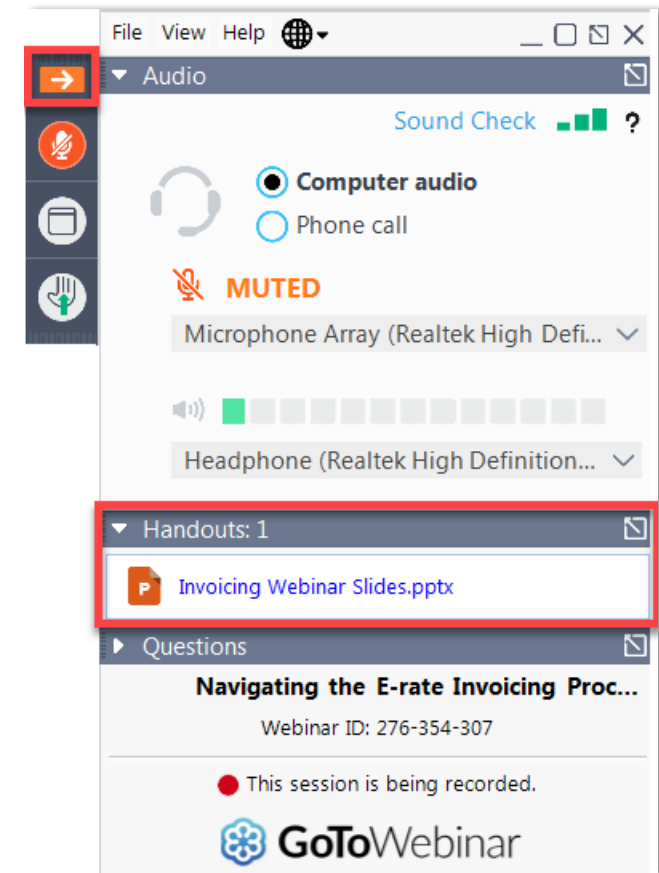 File View Help
Audio
Sound Check ?
Computer audio
Phone call
MUTED
Microphone Array (Realtek High Defi...
Headphone (Realtek High Definition...
Handouts: 1
P Invoicing Webinar Slides.pptx
Questions
Navigating the E-rate Invoicing Proc...
Webinar ID: 276-354-307
This session is being recorded.
GoToWebinar